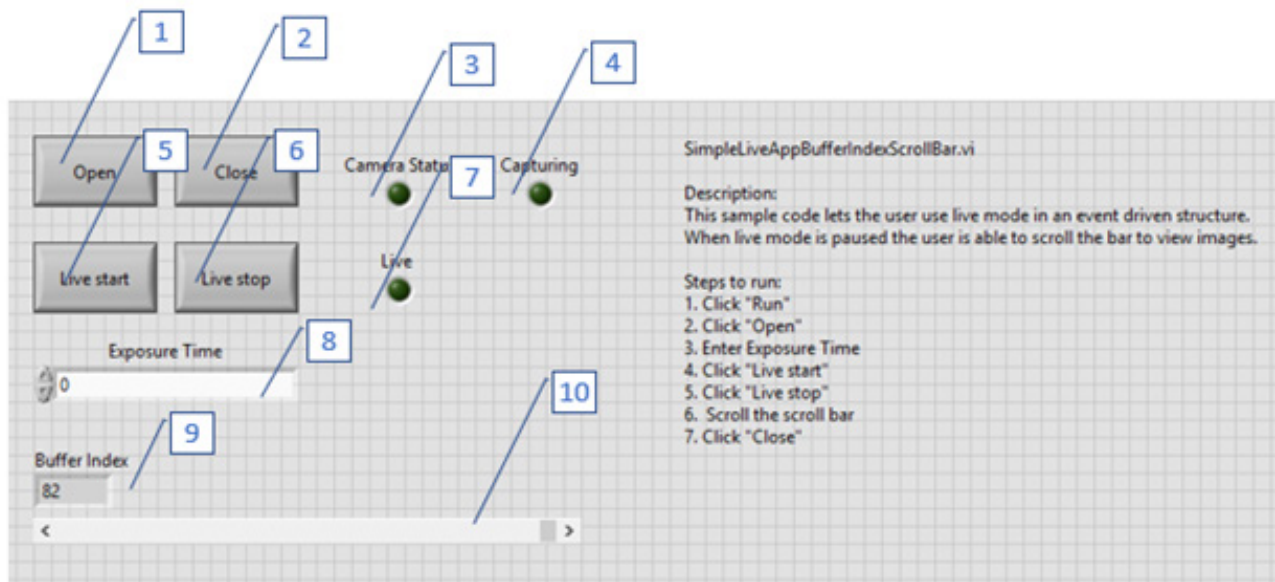 1
2
3
4
5
6
7
Open
Close
Camera Statu
Capturing
Live start
Live stop
Live
8
Exposure Time
0
10
9
Buffer Index
82
<
>
SimpleLiveAppBufferIndexScrollBar.vi
Description:
This sample code lets the user use live mode in an event driven structure.
When live mode is paused the user is able to scroll the bar to view images.
Steps to run:
1. Click "Run"
2. Click "Open"
3. Enter Exposure Time
4. Click "Live start"
5. Click "Live stop"
6. Scroll the scroll bar
7. Click "Close"